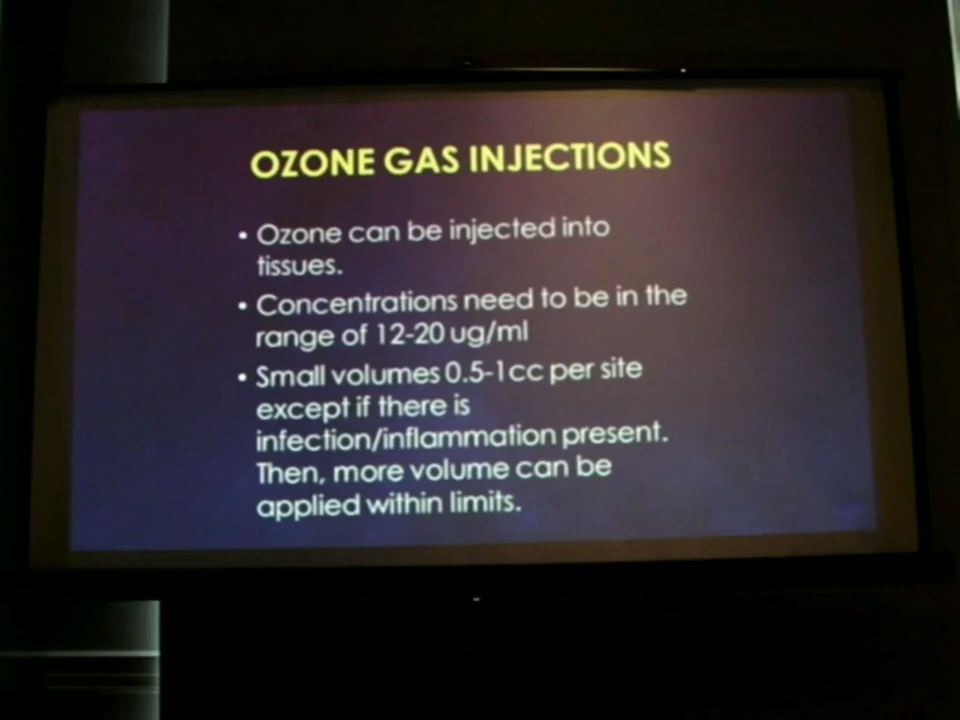 OZONE GAS INJECTIONS
• Ozone can be injected into
tissues.
• Concentrations need to be in the
range of 12-20 ug/ml
• Small volumes 0.5-1cc per site
except if there is
infection/inflammation present.
Then, more volume can be
applied within limits.